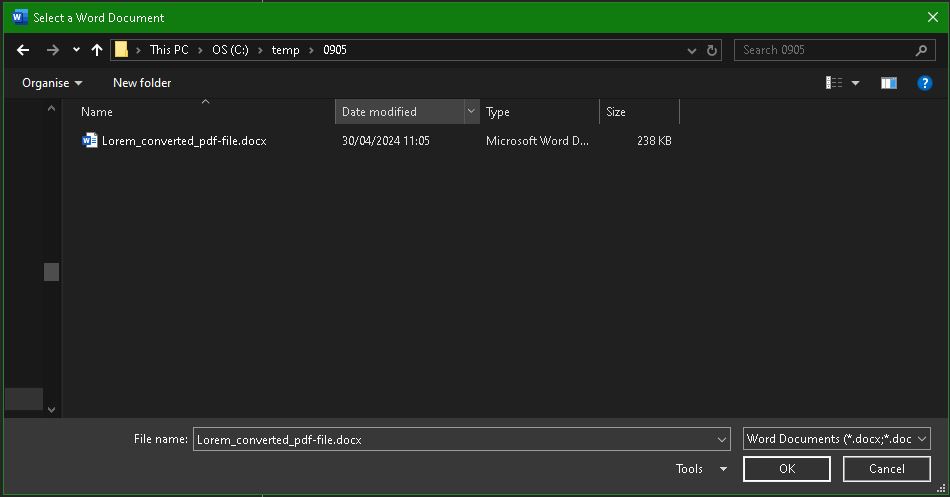 Select a Word Document
This PC OS (C:) temp 0905
Search 0905
Organise New folder
Name Date modified Type Size
Lorem_converted_pdf-file.docx 30/04/2024 11:05 Microsoft Word D... 238 KB
File name: Lorem_converted_pdf-file.docx Word Documents (*.docx;*.doc
Tools OK Cancel